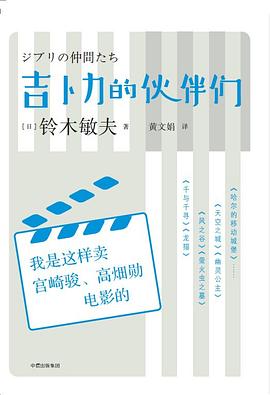 ジブリの仲間たち
吉卜力的伙伴们
[日] 铃木敏夫 著 黄文娟 译
《哈尔的移动城堡》……
《天空之城》《幽灵公主》
《风之谷》《萤火虫之墓》
《千与千寻》《龙猫》
我是这样卖
宫崎骏、高畑勋
电影的
中信出版集团